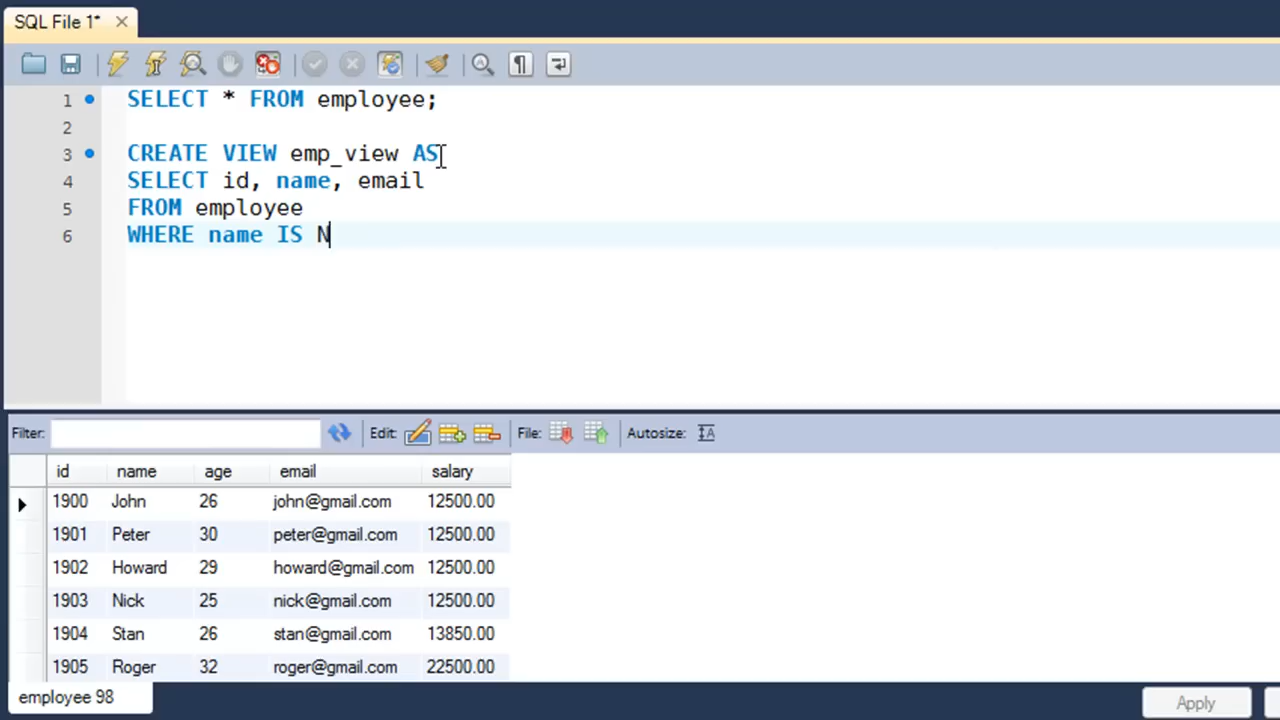 SQL File 1*
1 SELECT * FROM employee;
2
3 CREATE VIEW emp_view AS
4 SELECT id, name, email
5 FROM employee
6 WHERE name IS N
Filter: Edit: File: Autosize:
id name age email salary
1900 John 26 john@gmail.com 12500.00
1901 Peter 30 peter@gmail.com 12500.00
1902 Howard 29 howard@gmail.com 12500.00
1903 Nick 25 nick@gmail.com 12500.00
1904 Stan 26 stan@gmail.com 13850.00
1905 Roger 32 roger@gmail.com 22500.00
employee 98
Apply